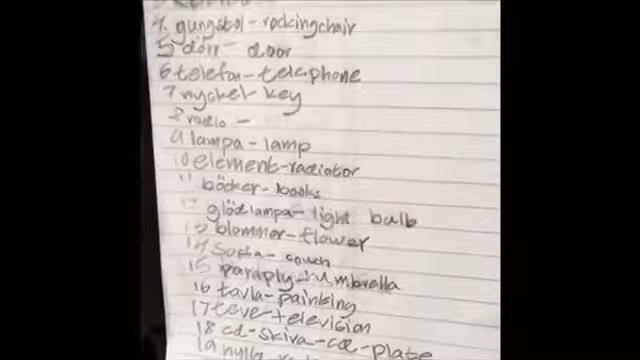 4. gungstol - rockingchair
5 dörr - door
6 telefon - telephone
7 nyckel - key
8 radio -
9 lampa - lamp
10 element - radiator
11 böcker - books
12 glödlampa - light bulb
13 blommor - flower
14 Soffa - couch
15 paraply - umbrella
16 tavla - painking
17 teve - television
18 cd-skiva - cd-plate
19